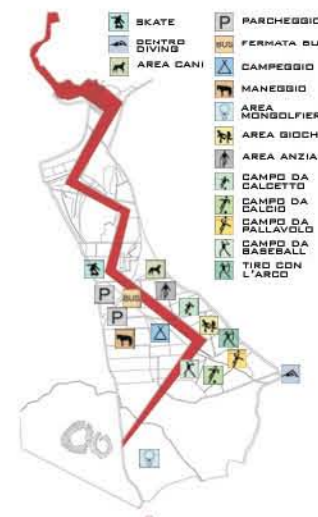 SKATE
CENTRO
DIVING
AREA CANI
P PARCHEGGIO
BUS FERMATA BU
CAMPEGGIO
MANEGGIO
AREA
MONGOLFIER
AREA GIOCH
AREA ANZIA
CAMPO DA
CALCETTO
CAMPO DA
CALCIO
CAMPO DA
PALLAVOLO
CAMPO DA
BASEBALL
TIRO CON
L'ARCO
BUS
P
P